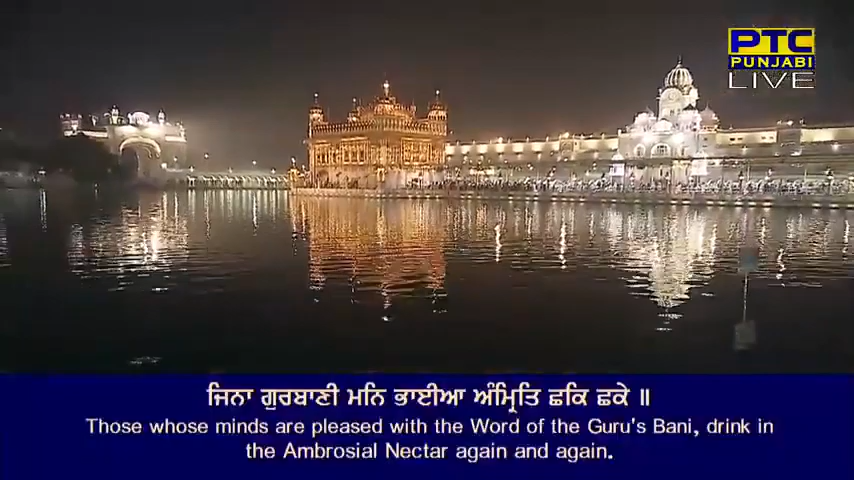 PTC
PUNJABI
LIVE
ਜਿਨਾ ਗੁਰਬਾਣੀ ਮਨਿ ਭਾਈਆ ਅੰਮ੍ਰਿਤਿ ਛਕਿ ਛਕੇ ॥
Those whose minds are pleased with the Word of the Guru's Bani, drink in
the Ambrosial Nectar again and again.